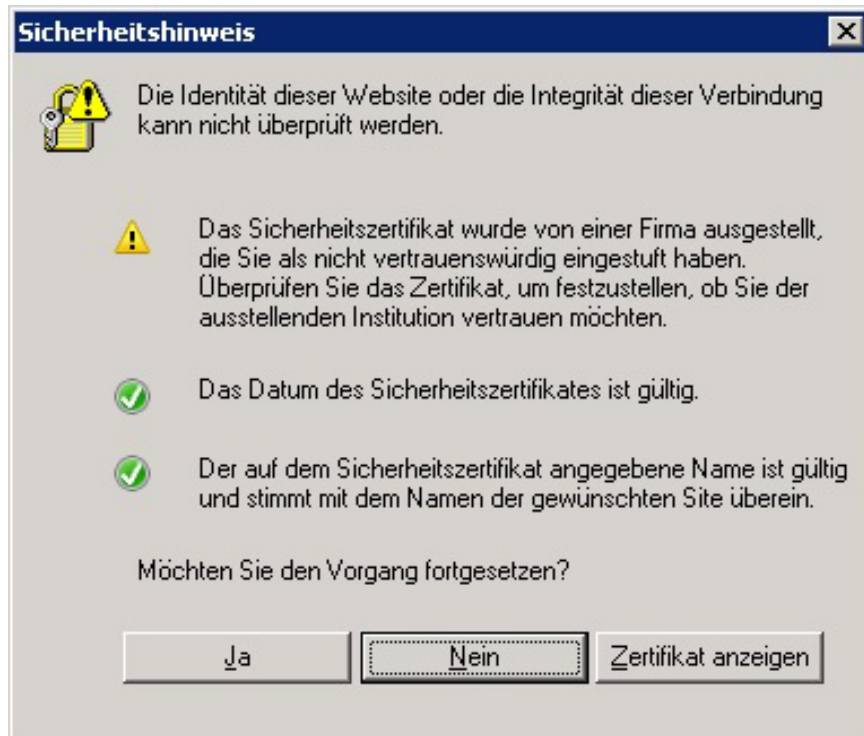 Sicherheitshinweis
Die Identität dieser Website oder die Integrität dieser Verbindung
kann nicht überprüft werden.
Das Sicherheitszertifikat wurde von einer Firma ausgestellt,
die Sie als nicht vertrauenswürdig eingestuft haben.
Überprüfen Sie das Zertifikat, um festzustellen, ob Sie der
ausstellenden Institution vertrauen möchten.
Das Datum des Sicherheitszertifikates ist gültig.
Der auf dem Sicherheitszertifikat angegebene Name ist gültig
und stimmt mit dem Namen der gewünschten Site überein.
Möchten Sie den Vorgang fortgesetzen?
Ja
Nein
Zertifikat anzeigen